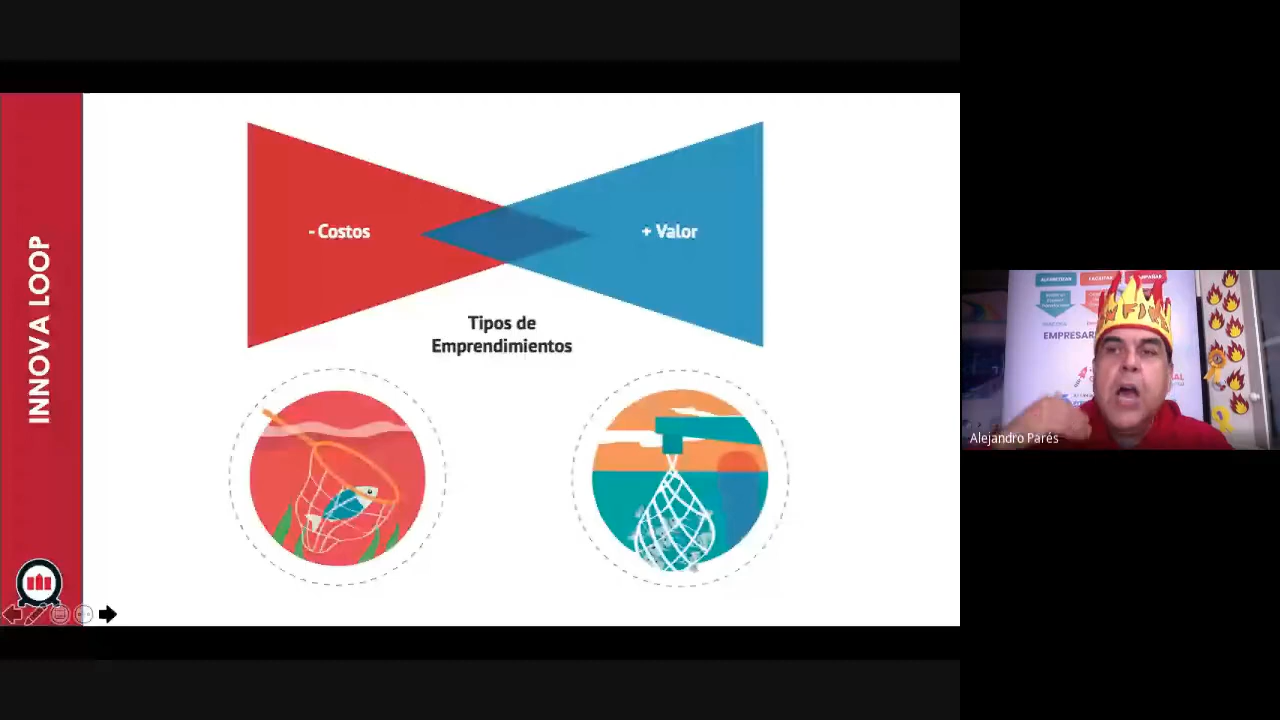 INNOVA LOOP
- Costos
+ Valor
Tipos de
Emprendimientos
EMPRESAR
Alejandro Parés